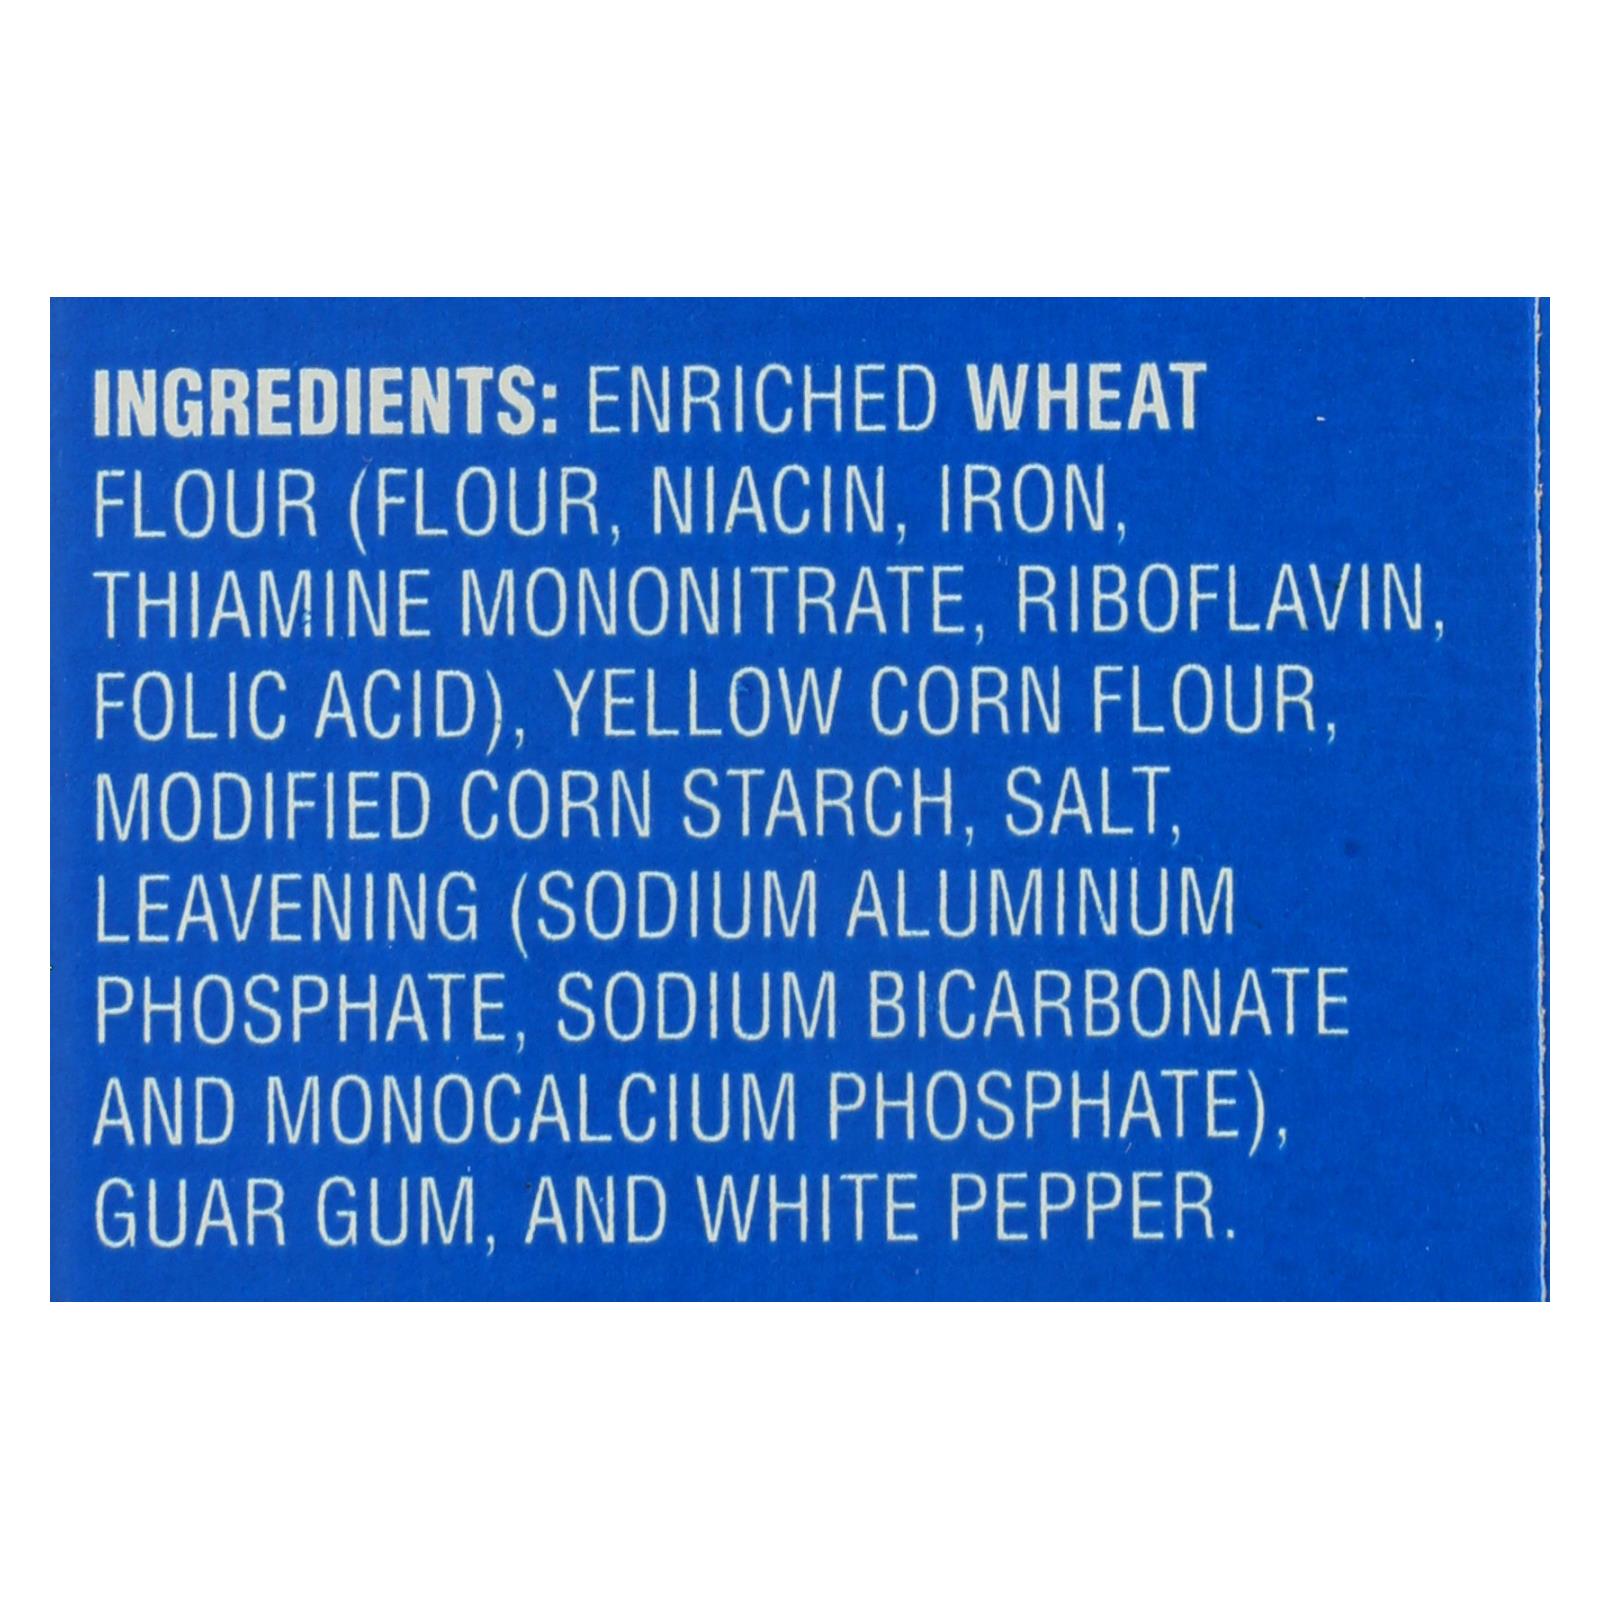 INGREDIENTS: ENRICHED WHEAT
FLOUR (FLOUR, NIACIN, IRON,
THIAMINE MONONITRATE, RIBOFLAVIN,
FOLIC ACID), YELLOW CORN FLOUR,
MODIFIED CORN STARCH, SALT,
LEAVENING (SODIUM ALUMINUM
PHOSPHATE, SODIUM BICARBONATE
AND MONOCALCIUM PHOSPHATE),
GUAR GUM, AND WHITE PEPPER.